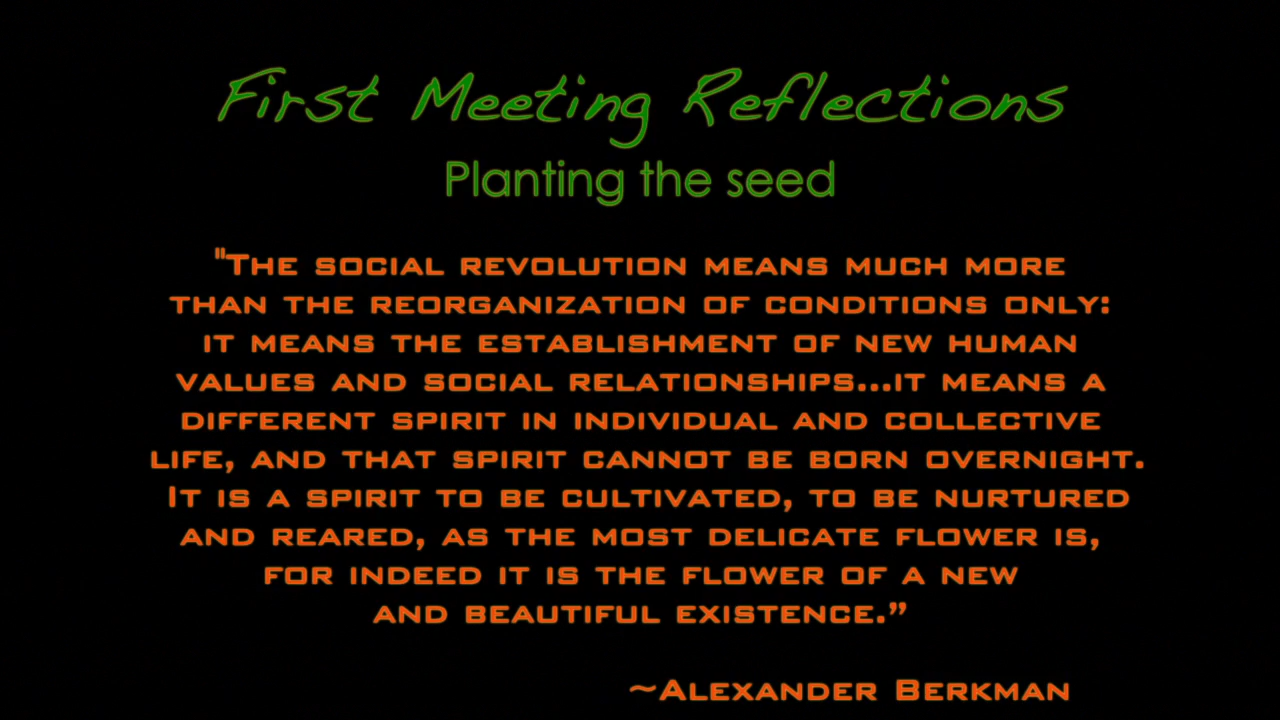 First Meeting Reflections
Planting the seed
"The social revolution means much more
than the reorganization of conditions only:
it means the establishment of new human
values and social relationships...it means a
different spirit in individual and collective
life, and that spirit cannot be born overnight.
It is a spirit to be cultivated, to be nurtured
and reared, as the most delicate flower is,
for indeed it is the flower of a new
and beautiful existence.”
~Alexander Berkman